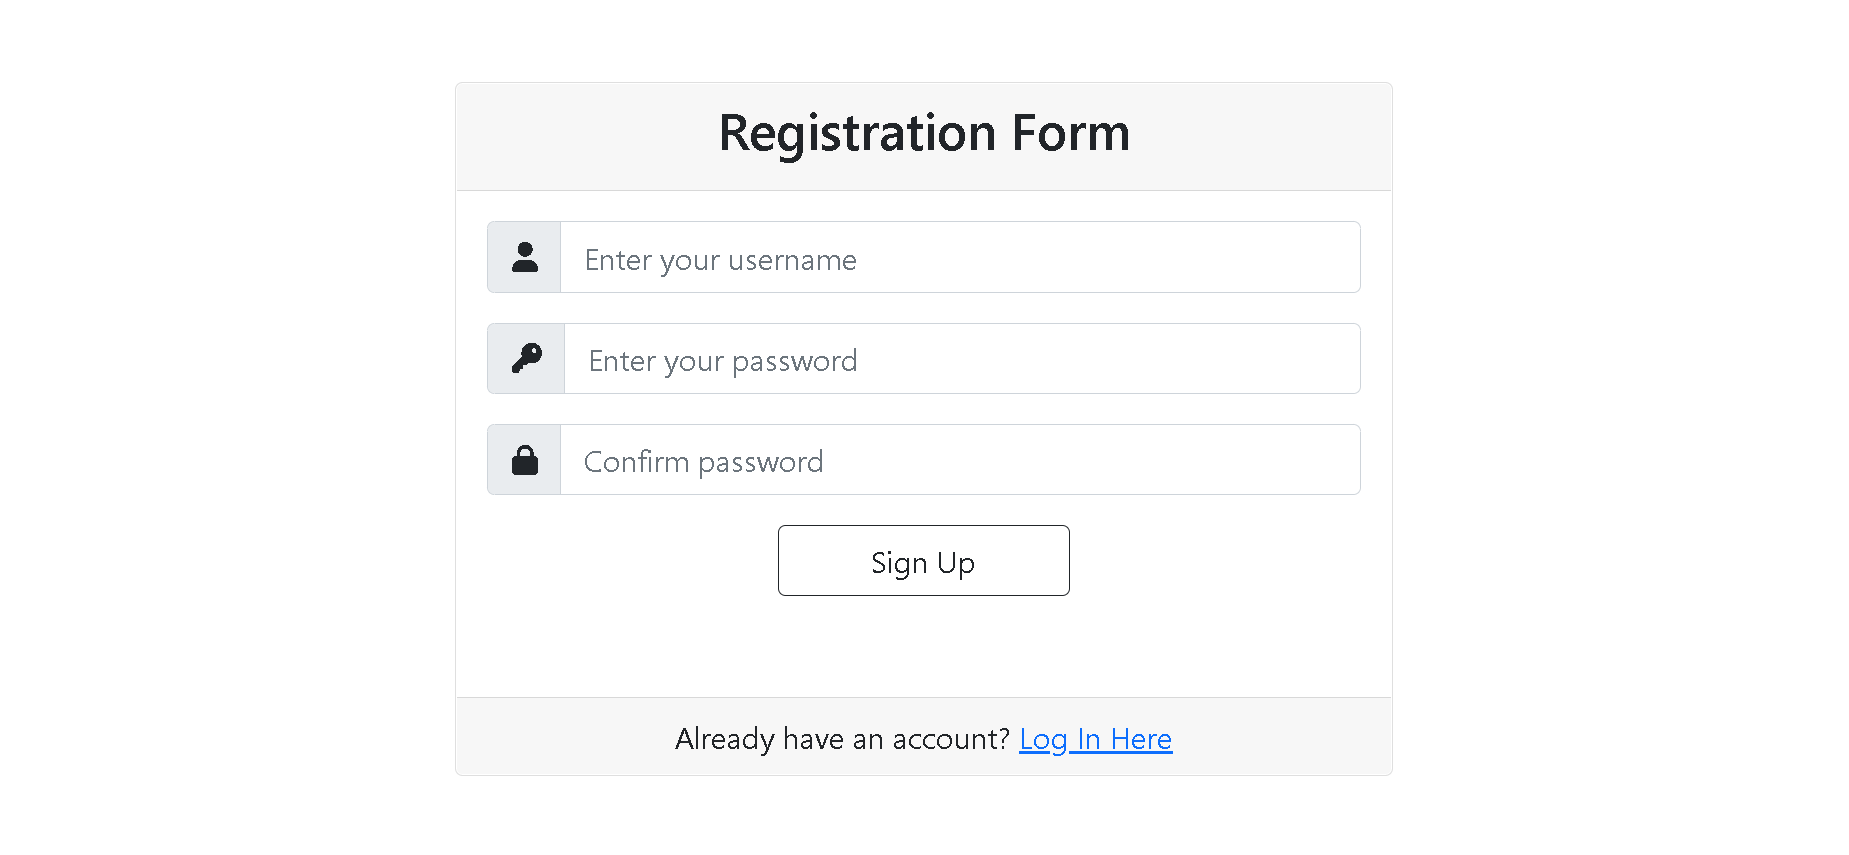 Registration Form
Enter your username
Enter your password
Confirm password
Sign Up
Already have an account? Log In Here